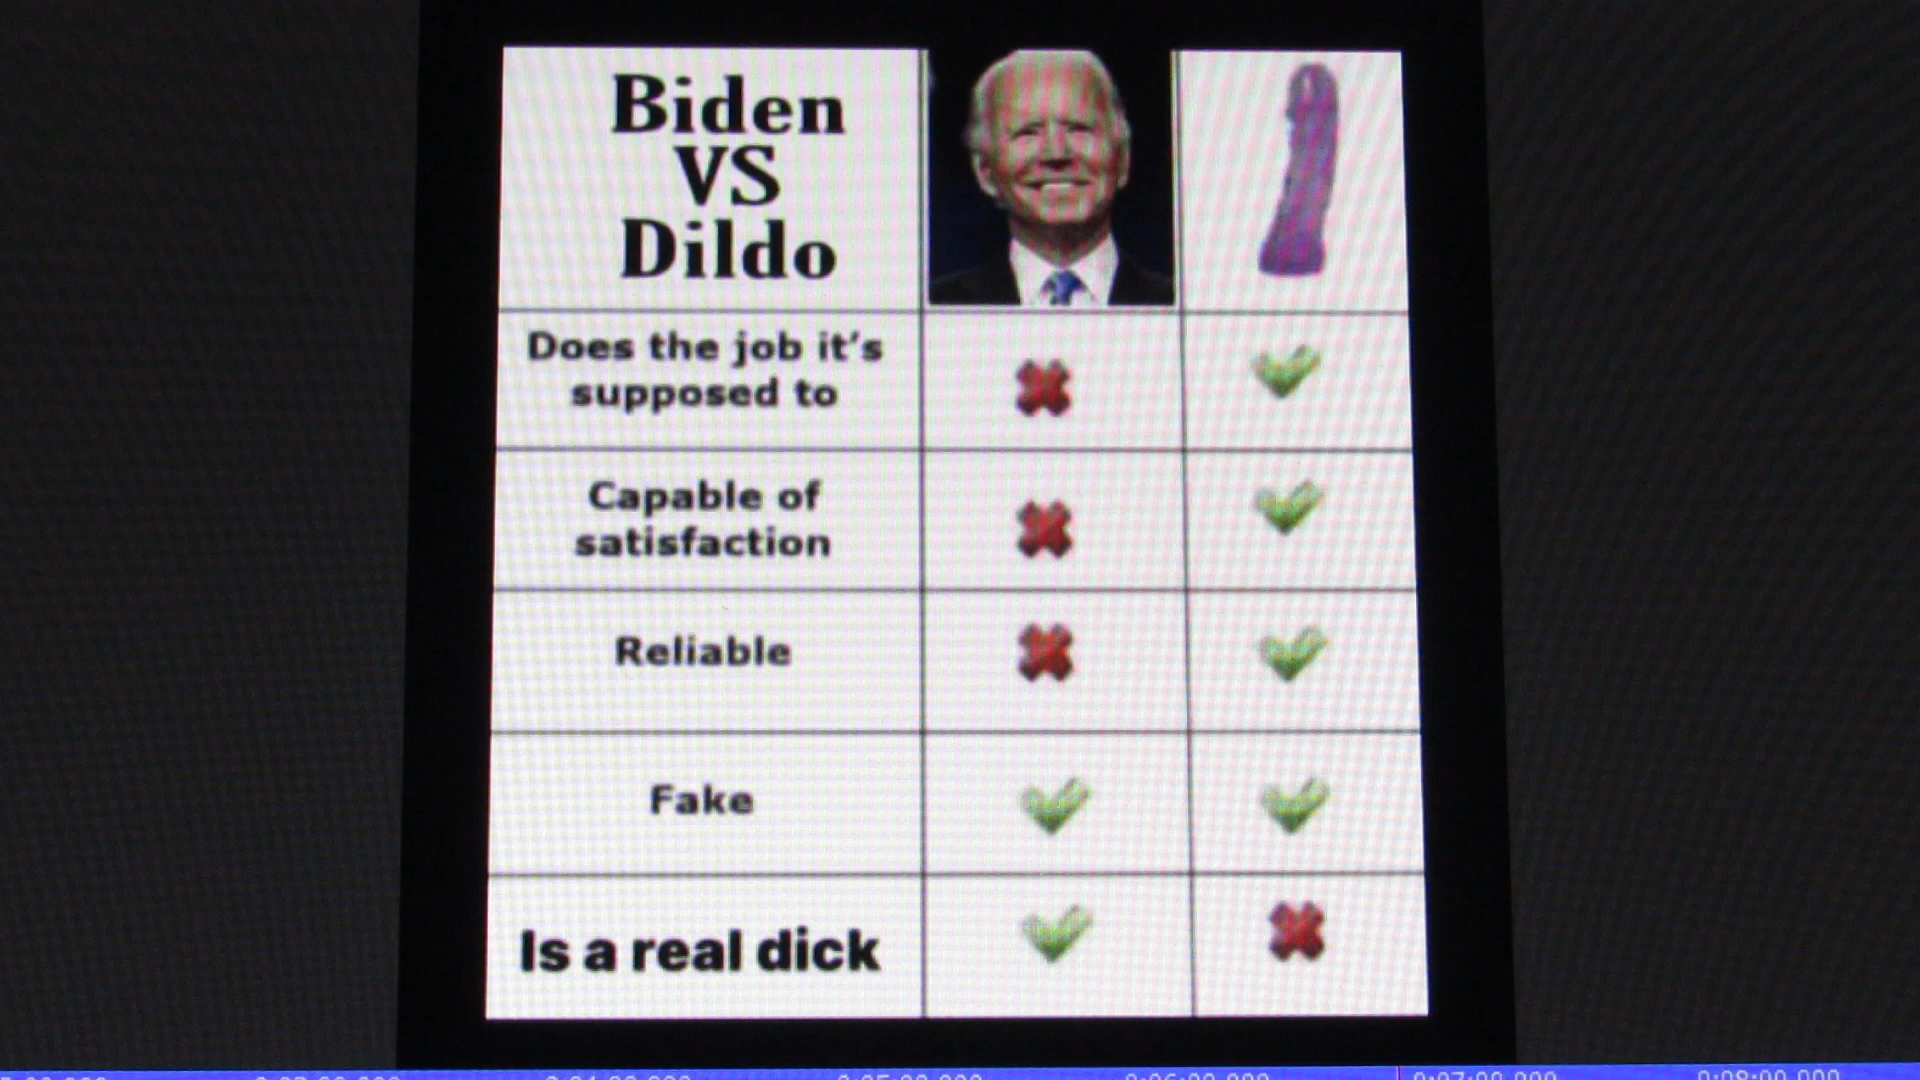 Biden
VS
Dildo
Does the job it's
supposed to
Capable of
satisfaction
Reliable
Fake
Is a real dick